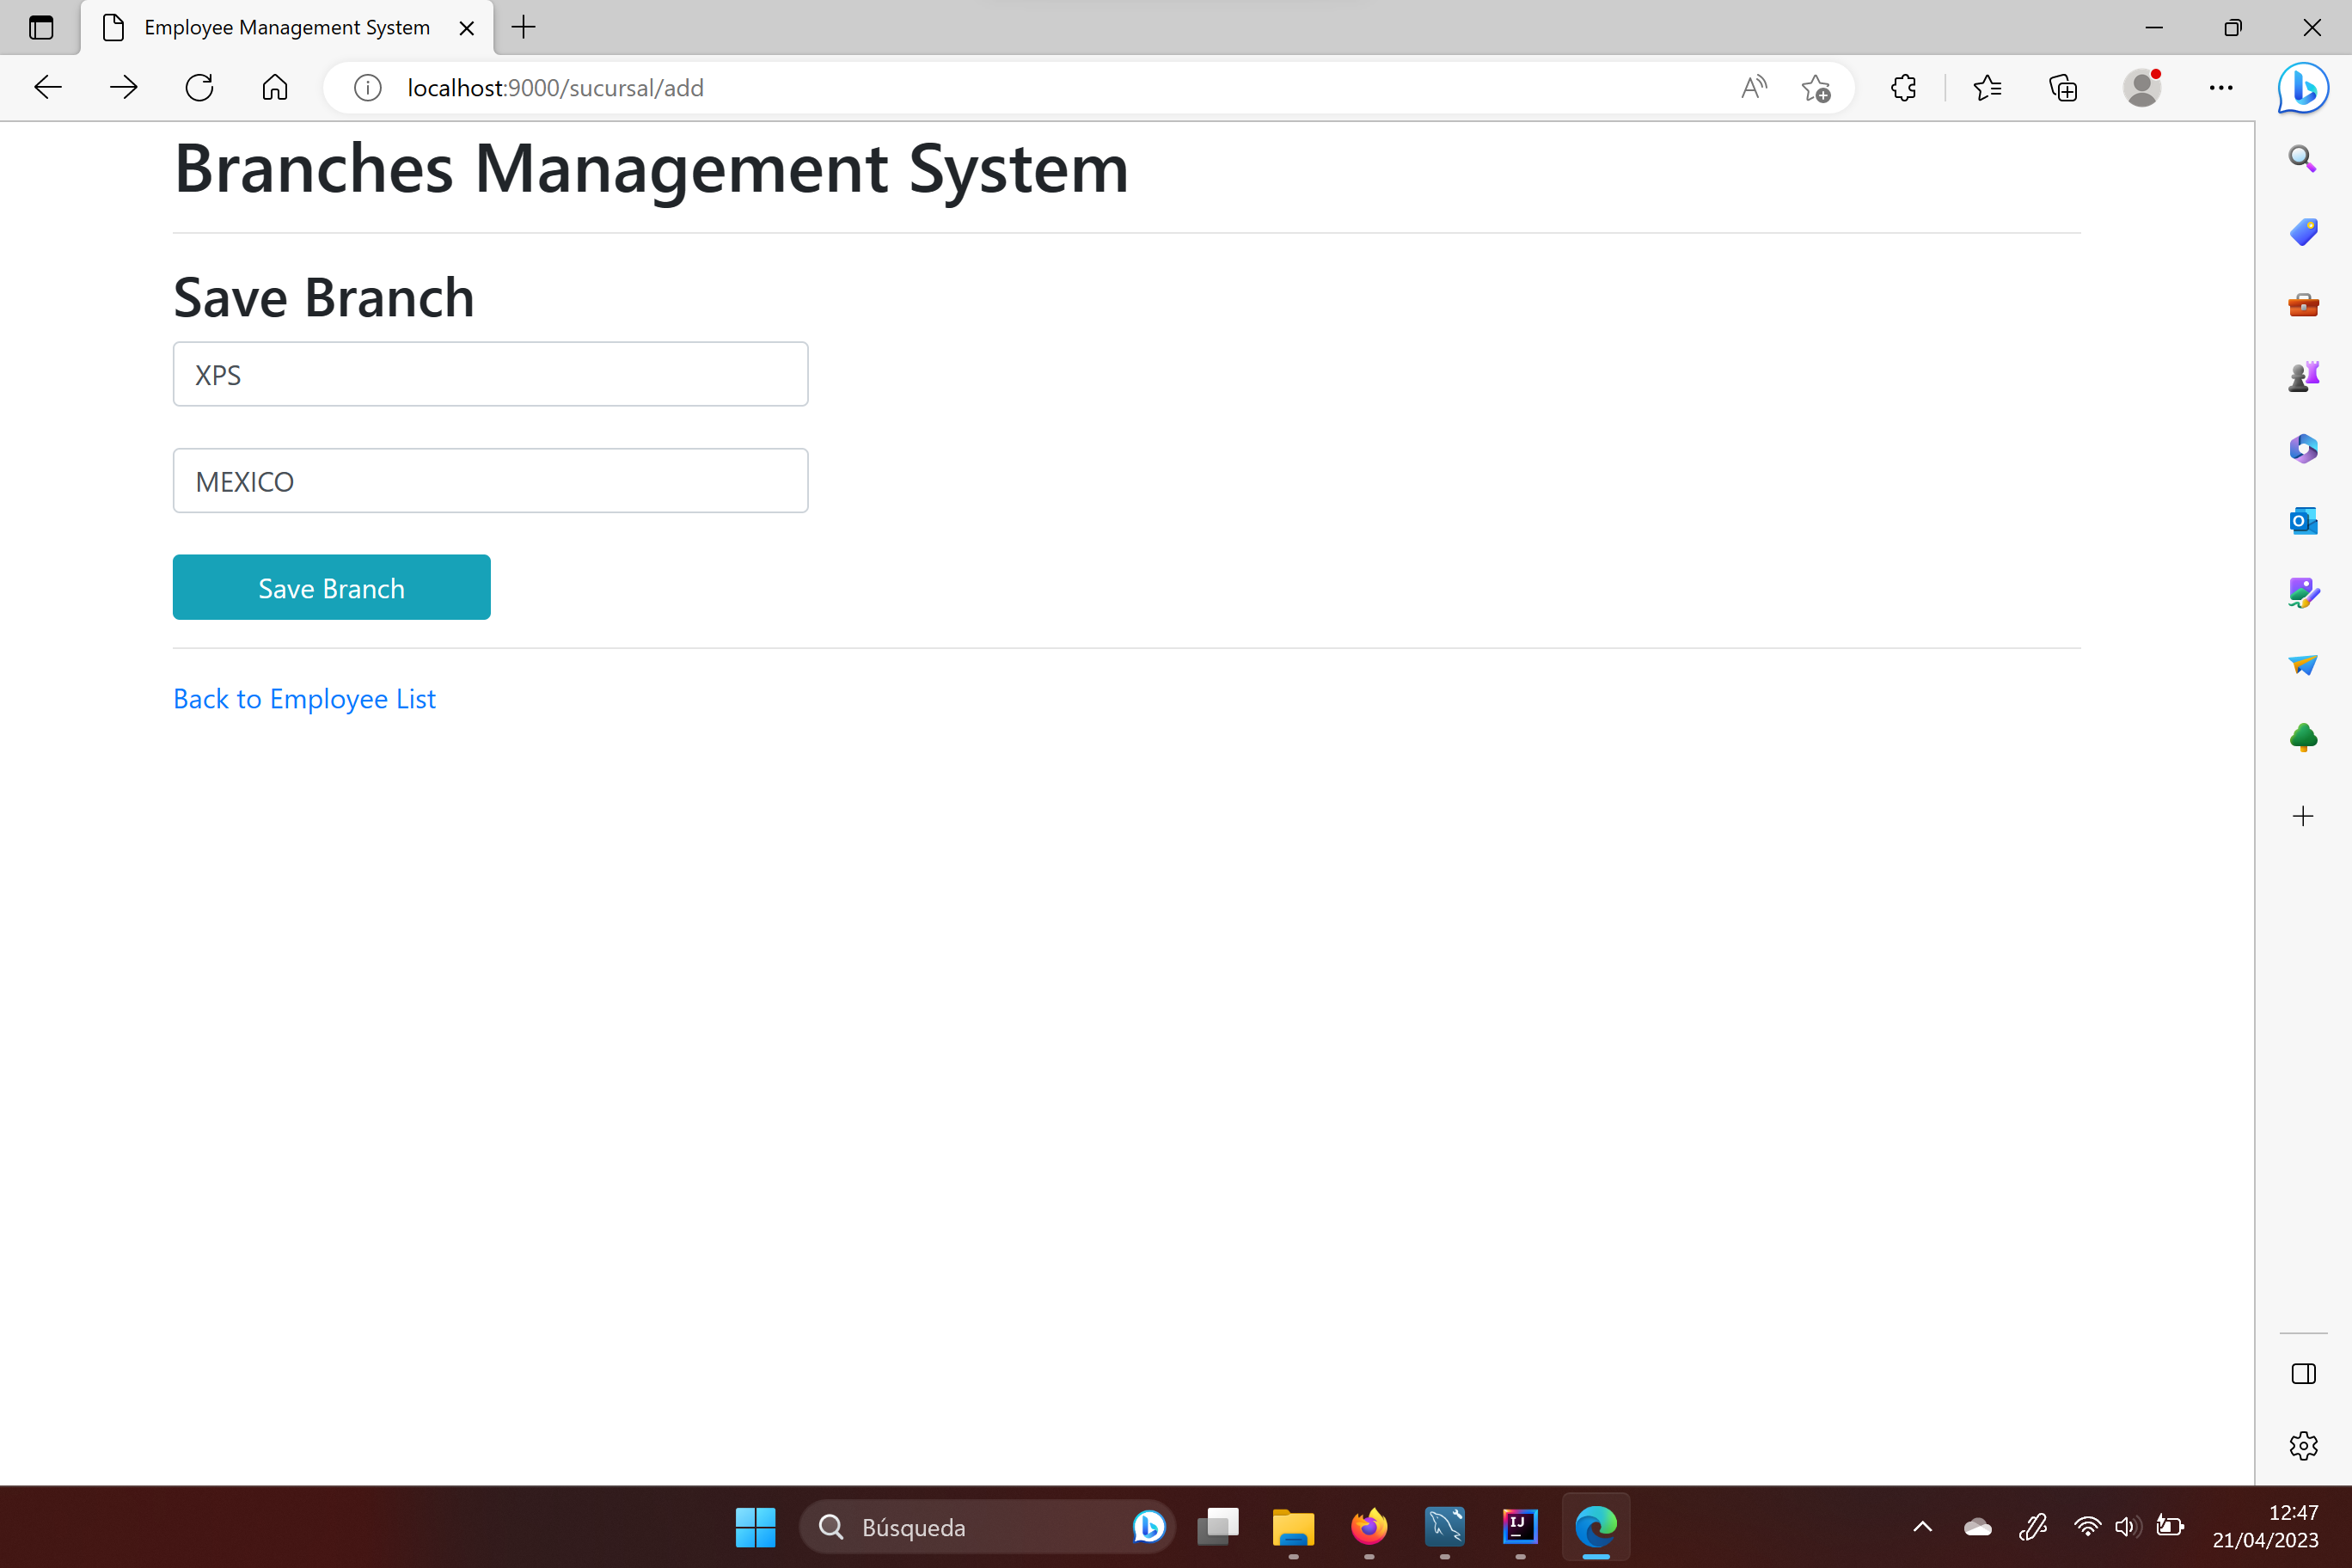 Employee Management System
localhost:9000/sucursal/add
Branches Management System
Save Branch
XPS
MEXICO
Save Branch
Back to Employee List
Búsqueda
12:47
21/04/2023